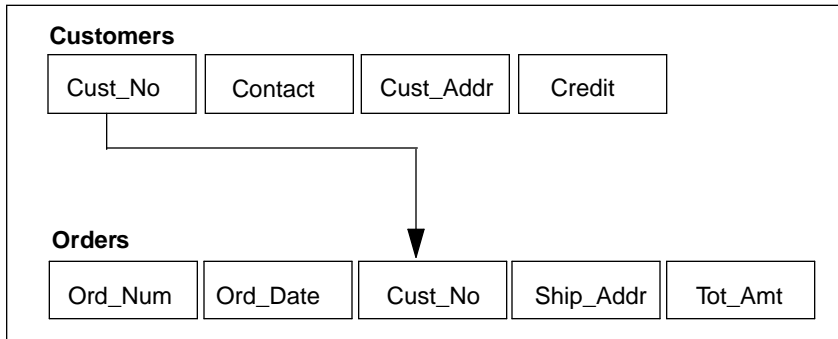 Customers
Cust_No Contact Cust_Addr Credit
Orders
Ord_Num Ord_Date Cust_No Ship_Addr Tot_Amt